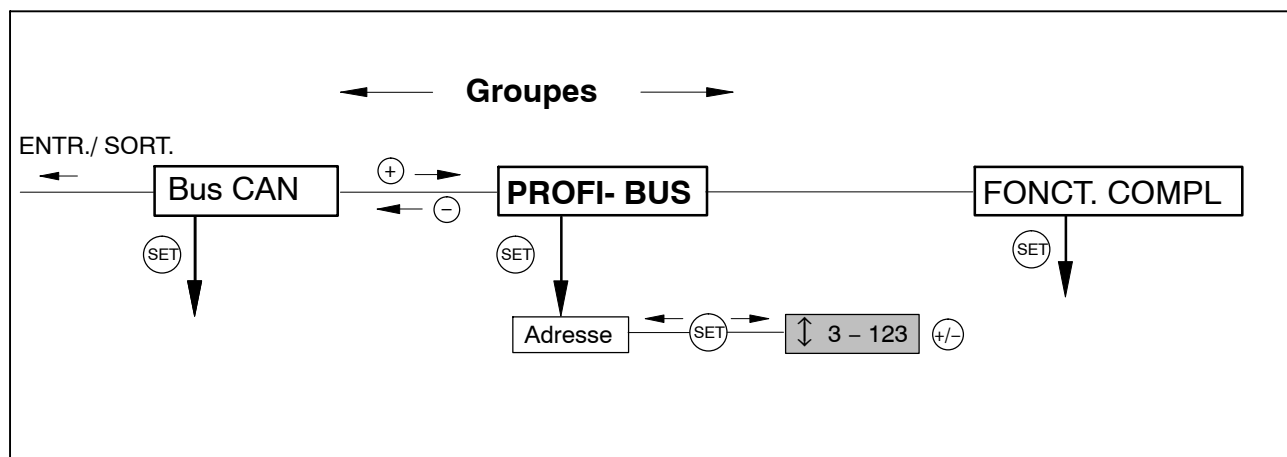 Groupes
ENTR./ SORT.
Bus CAN
+
−
PROFI- BUS
FONCT. COMPL
SET
SET
SET
Adresse
SET
↕ 3 – 123
+/−